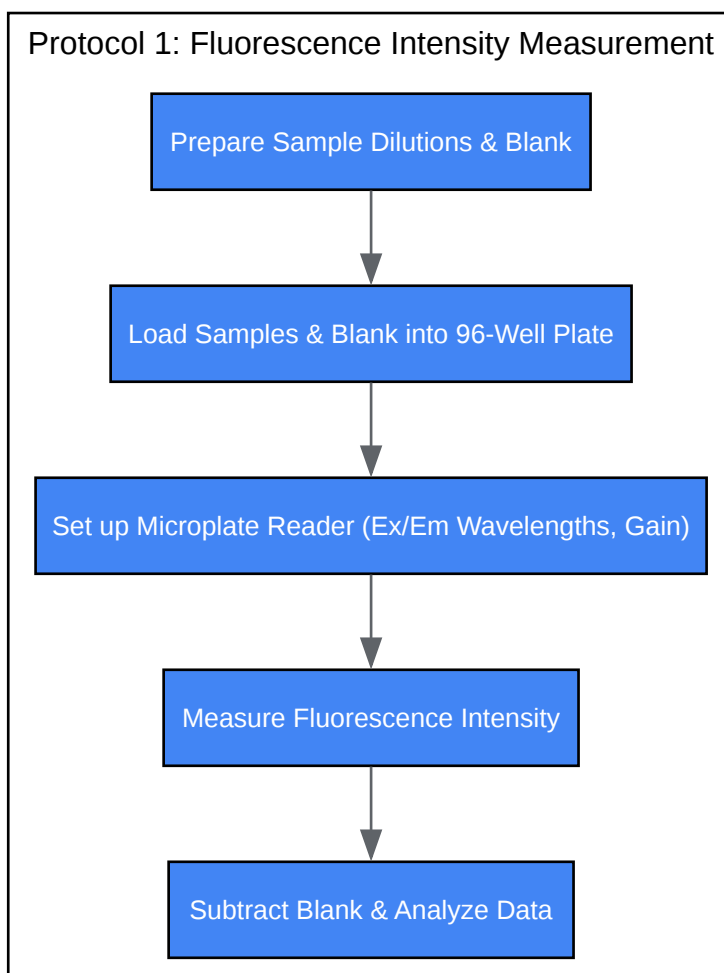 Protocol 1: Fluorescence Intensity Measurement
Prepare Sample Dilutions & Blank
Load Samples & Blank into 96-Well Plate
Set up Microplate Reader (Ex/Em Wavelengths, Gain)
Measure Fluorescence Intensity
Subtract Blank & Analyze Data